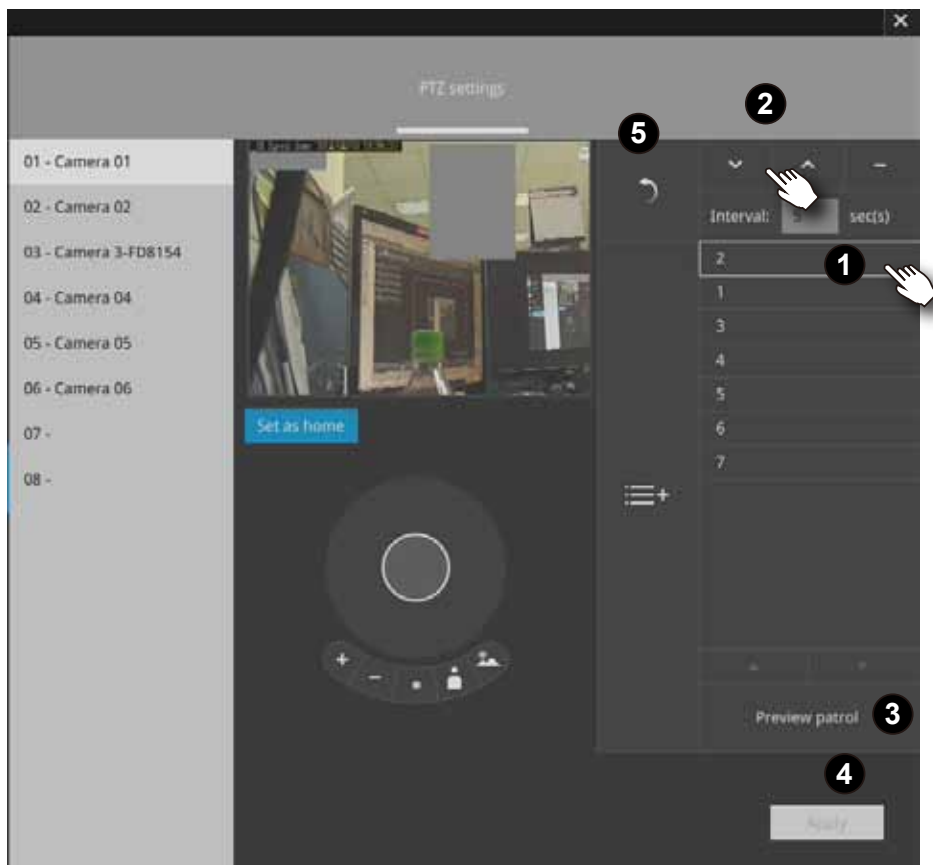 PTZ settings
2
5
01 - Camera 01
02 - Camera 02
03 - Camera 3-FD8154
04 - Camera 04
05 - Camera 05
06 - Camera 06
07 -
08 -
Set as home
Interval: 5 sec(s)
1
2
1
3
4
5
6
7
Preview patrol
3
4
Apply